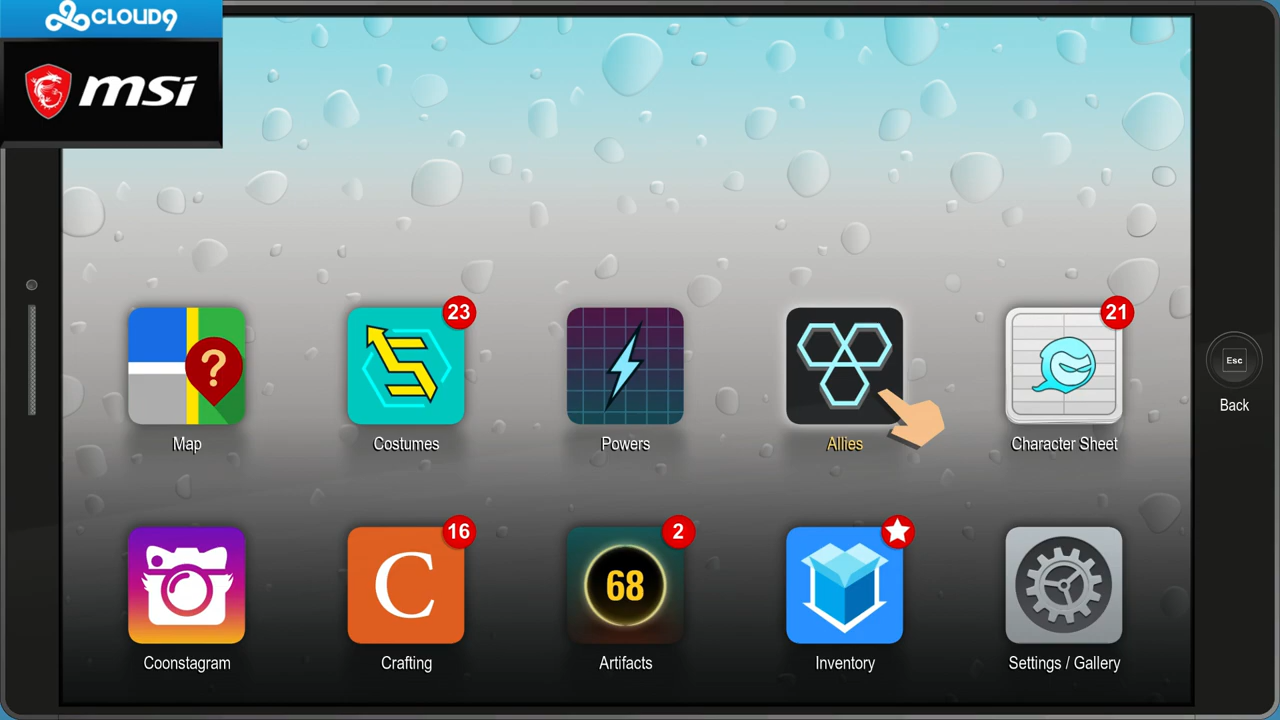 CLOUD9
msi
23
21
?
Map
Costumes
Powers
Allies
Character Sheet
Esc
Back
16
2
C
68
Coonstagram
Crafting
Artifacts
Inventory
Settings / Gallery